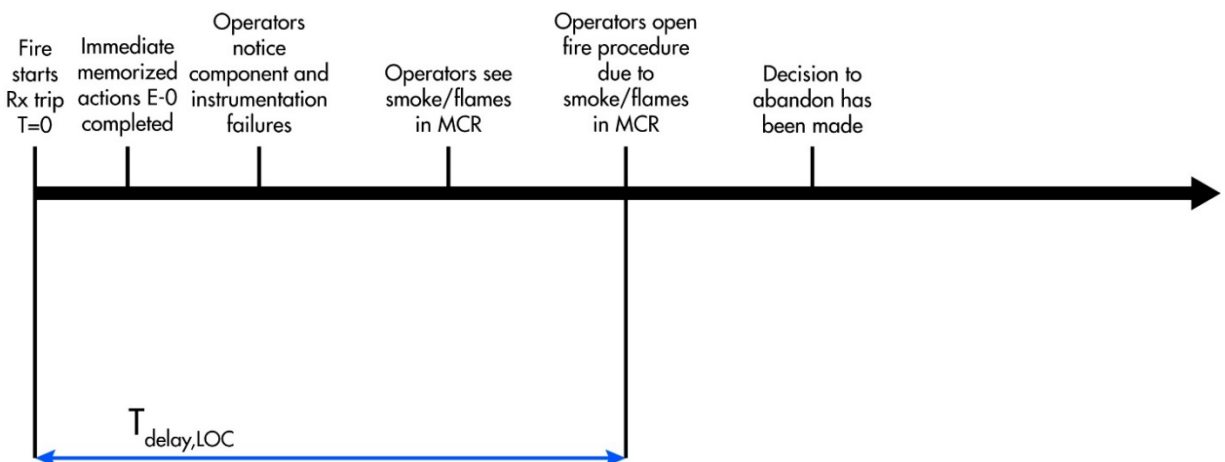 Fire
starts
Rx trip
T=0
Immediate
memorized
actions E-0
completed
Operators
notice
component and
instrumentation
failures
Operators see
smoke/flames
in MCR
Operators open
fire procedure
due to
smoke/flames
in MCR
Decision to
abandon has
been made
Tdelay,LOC